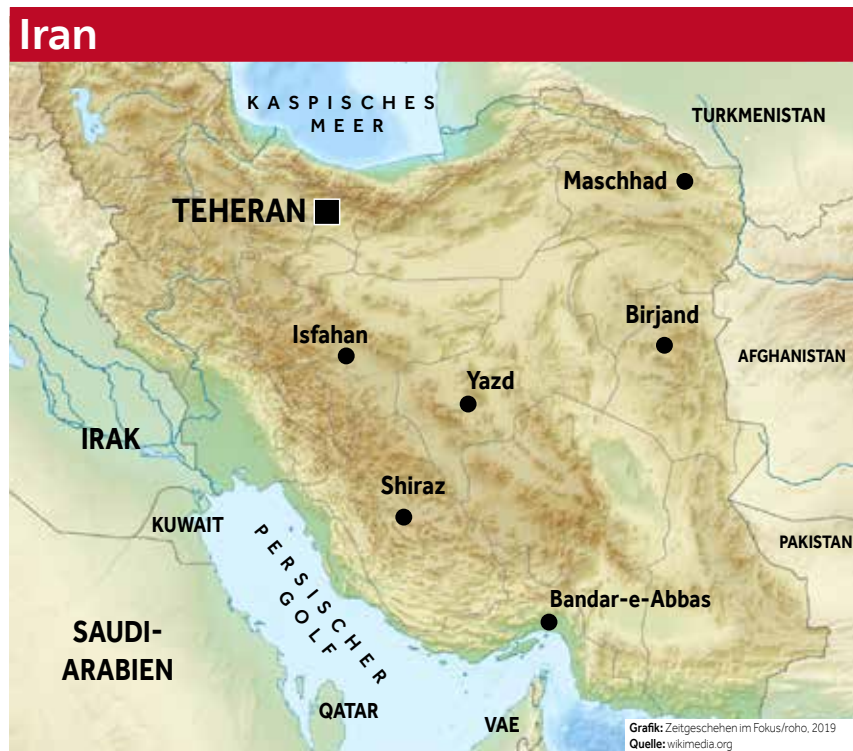 Iran
KASPISCHES
MEER
TURKMENISTAN
Maschhad
TEHERAN
Birjand
Isfahan
AFGHANISTAN
Yazd
IRAK
Shiraz
KUWAIT
PAKISTAN
PERSISCHER
GOLF
Bandar-e-Abbas
SAUDI-
ARABIEN
QATAR
VAE
Grafik: Zeitgeschehen im Fokus/roho, 2019
Quelle: wikimedia.org